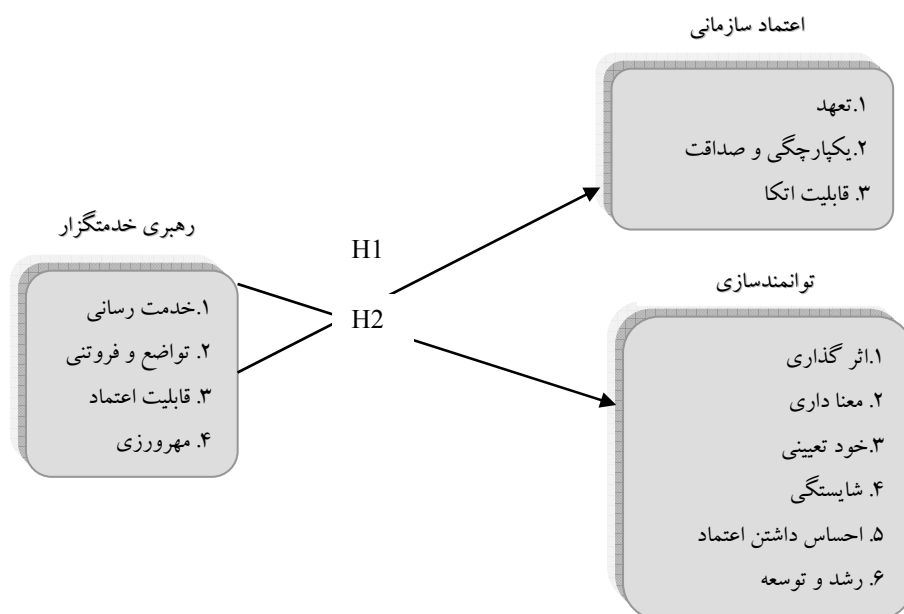 اعتماد سازمانی
۱.تعهد
۲.یکپارچگی و صداقت
۳. قابلیت اتکا
رهبری خدمتگزار
۱.خدمت رسانی
۲. تواضع و فروتنی
۳. قابلیت اعتماد
۴. مهرورزی
H1
H2
توانمندسازی
۱.اثر گذاری
۲. معنا داری
۳.خود تعیینی
۴. شایستگی
۵. احساس داشتن اعتماد
۶. رشد و توسعه